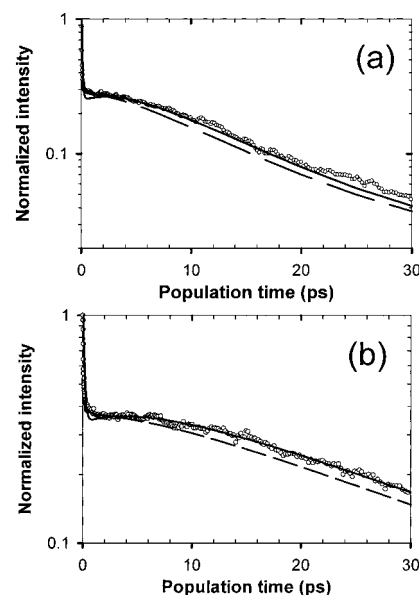 1
(a)
Normalized intensity
0.1
0 10 20 30
Population time (ps)
1
(b)
Normalized intensity
0.1
0 10 20 30
Population time (ps)